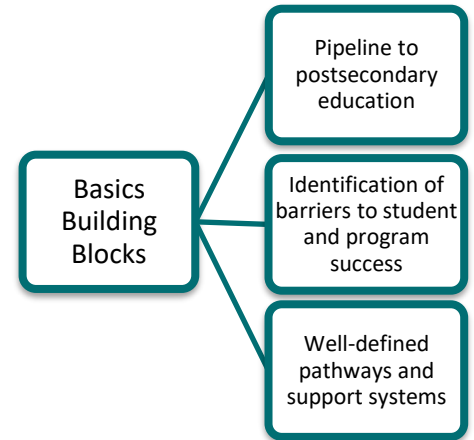 Basics
Building
Blocks
Pipeline to
postsecondary
education
Identification of
barriers to student
and program
success
Well-defined
pathways and
support systems